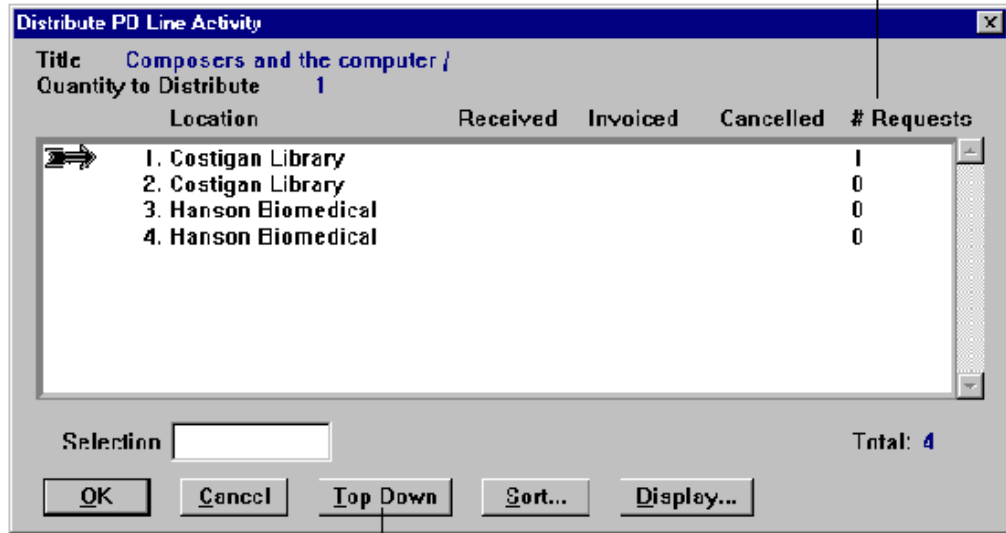 Distribute PO Line Activity
Title Composers and the computer /
Quantity to Distribute 1
Location Received Invoiced Cancelled # Requests
1. Costigan Library 1
2. Costigan Library 0
3. Hanson Biomedical 0
4. Hanson Biomedical 0
Selection Total: 4
OK Cancel Top Down Sort... Display...